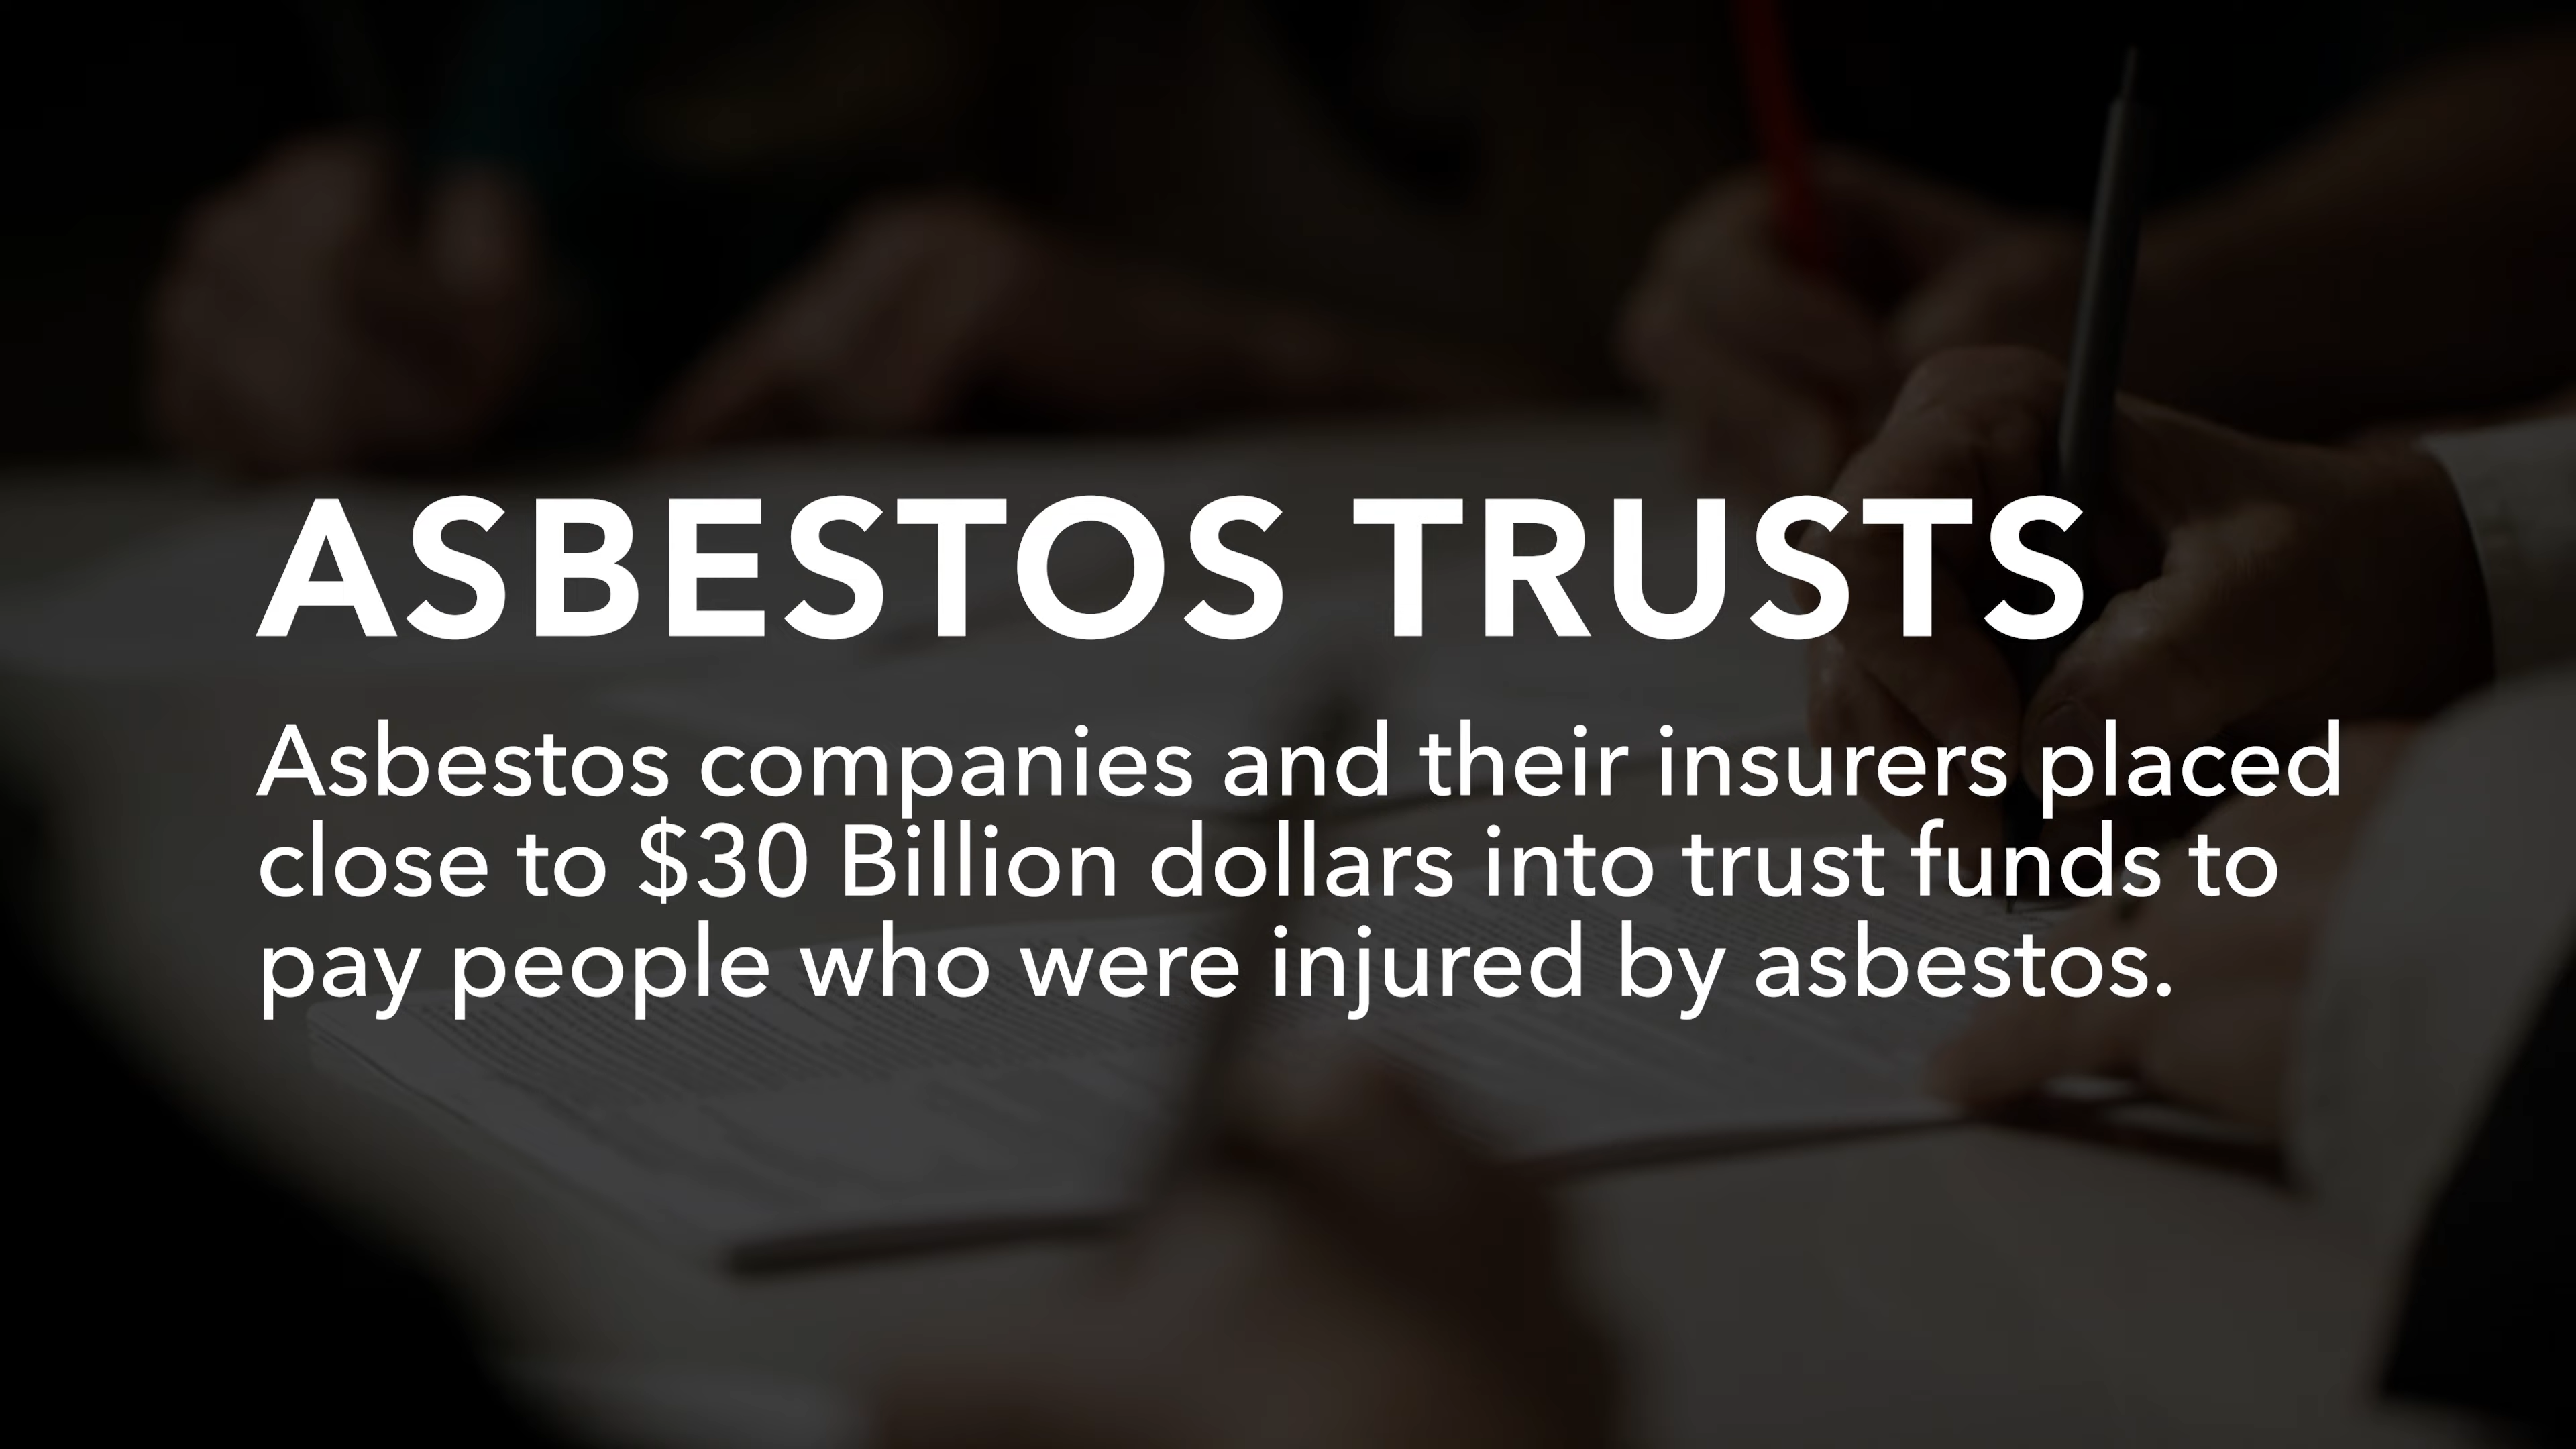 ASBESTOS TRUSTS
Asbestos companies and their insurers placed
close to $30 Billion dollars into trust funds to
pay people who were injured by asbestos.